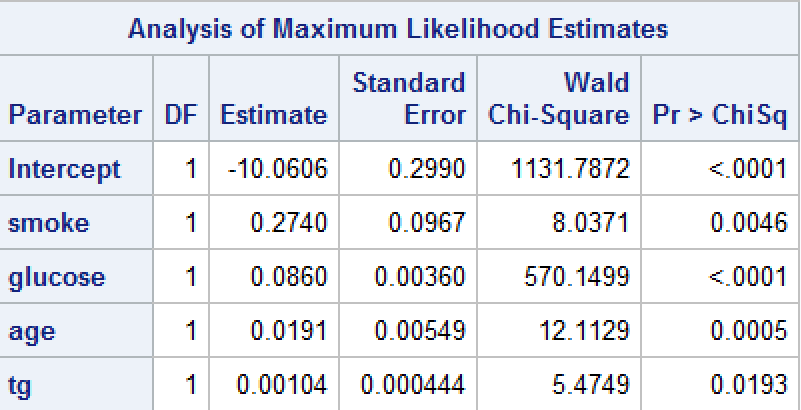 Analysis of Maximum Likelihood Estimates
Parameter DF Estimate Standard Error Wald Chi-Square Pr > ChiSq
Intercept 1 -10.0606 0.2990 1131.7872 <.0001
smoke 1 0.2740 0.0967 8.0371 0.0046
glucose 1 0.0860 0.00360 570.1499 <.0001
age 1 0.0191 0.00549 12.1129 0.0005
tg 1 0.00104 0.000444 5.4749 0.0193